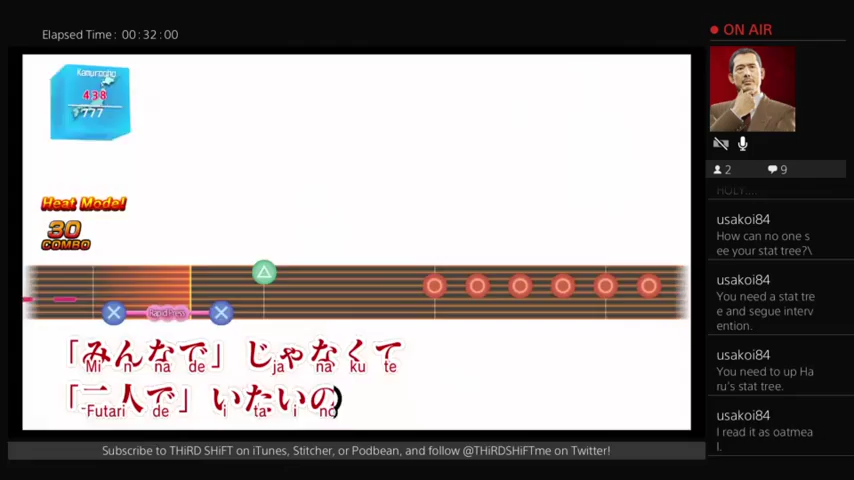 Elapsed Time : 00:32:00
ON AIR
Kamurocho
438
777
Heat Mode!
30
COMBO
Rapid Press
「みんなで」じゃなくて
Mi n na de ja na ku te
「二人で」いたいの
Futari de i ta i no
2
9
HOLY....
usakoi84
How can no one s
ee your stat tree?\
usakoi84
You need a stat tre
e and segue interv
ention.
usakoi84
You need to up Ha
ru's stat tree.
usakoi84
I read it as oatmea
l.
Subscribe to THiRD SHiFT on iTunes, Stitcher, or Podbean, and follow @THiRDSHiFTme on Twitter!